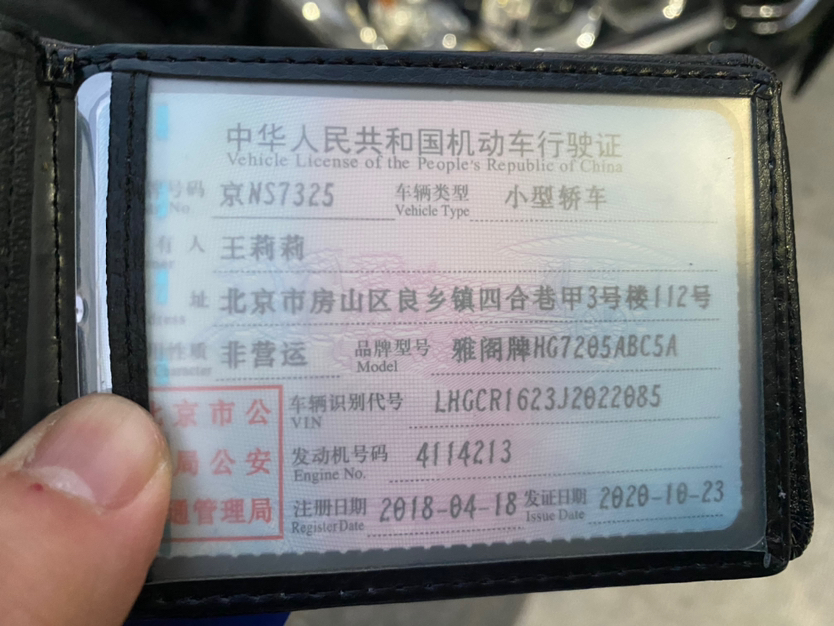 中华人民共和国机动车行驶证
Vehicle License of the People's Republic of China
号码 京NS7325 车辆类型 小型轿车
No. Vehicle Type
有人 王莉莉
址 北京市房山区良乡镇四合巷甲3号楼112号
性质 非营运 品牌型号 雅阁牌HG7205ABC5A
Character Model
京市公 车辆识别代号 LHGCR1623J2022085
VIN
局公安 发动机号码 4114213
Engine No.
通管理局 注册日期 2018-04-18 发证日期 2020-10-23
Register Date Issue Date